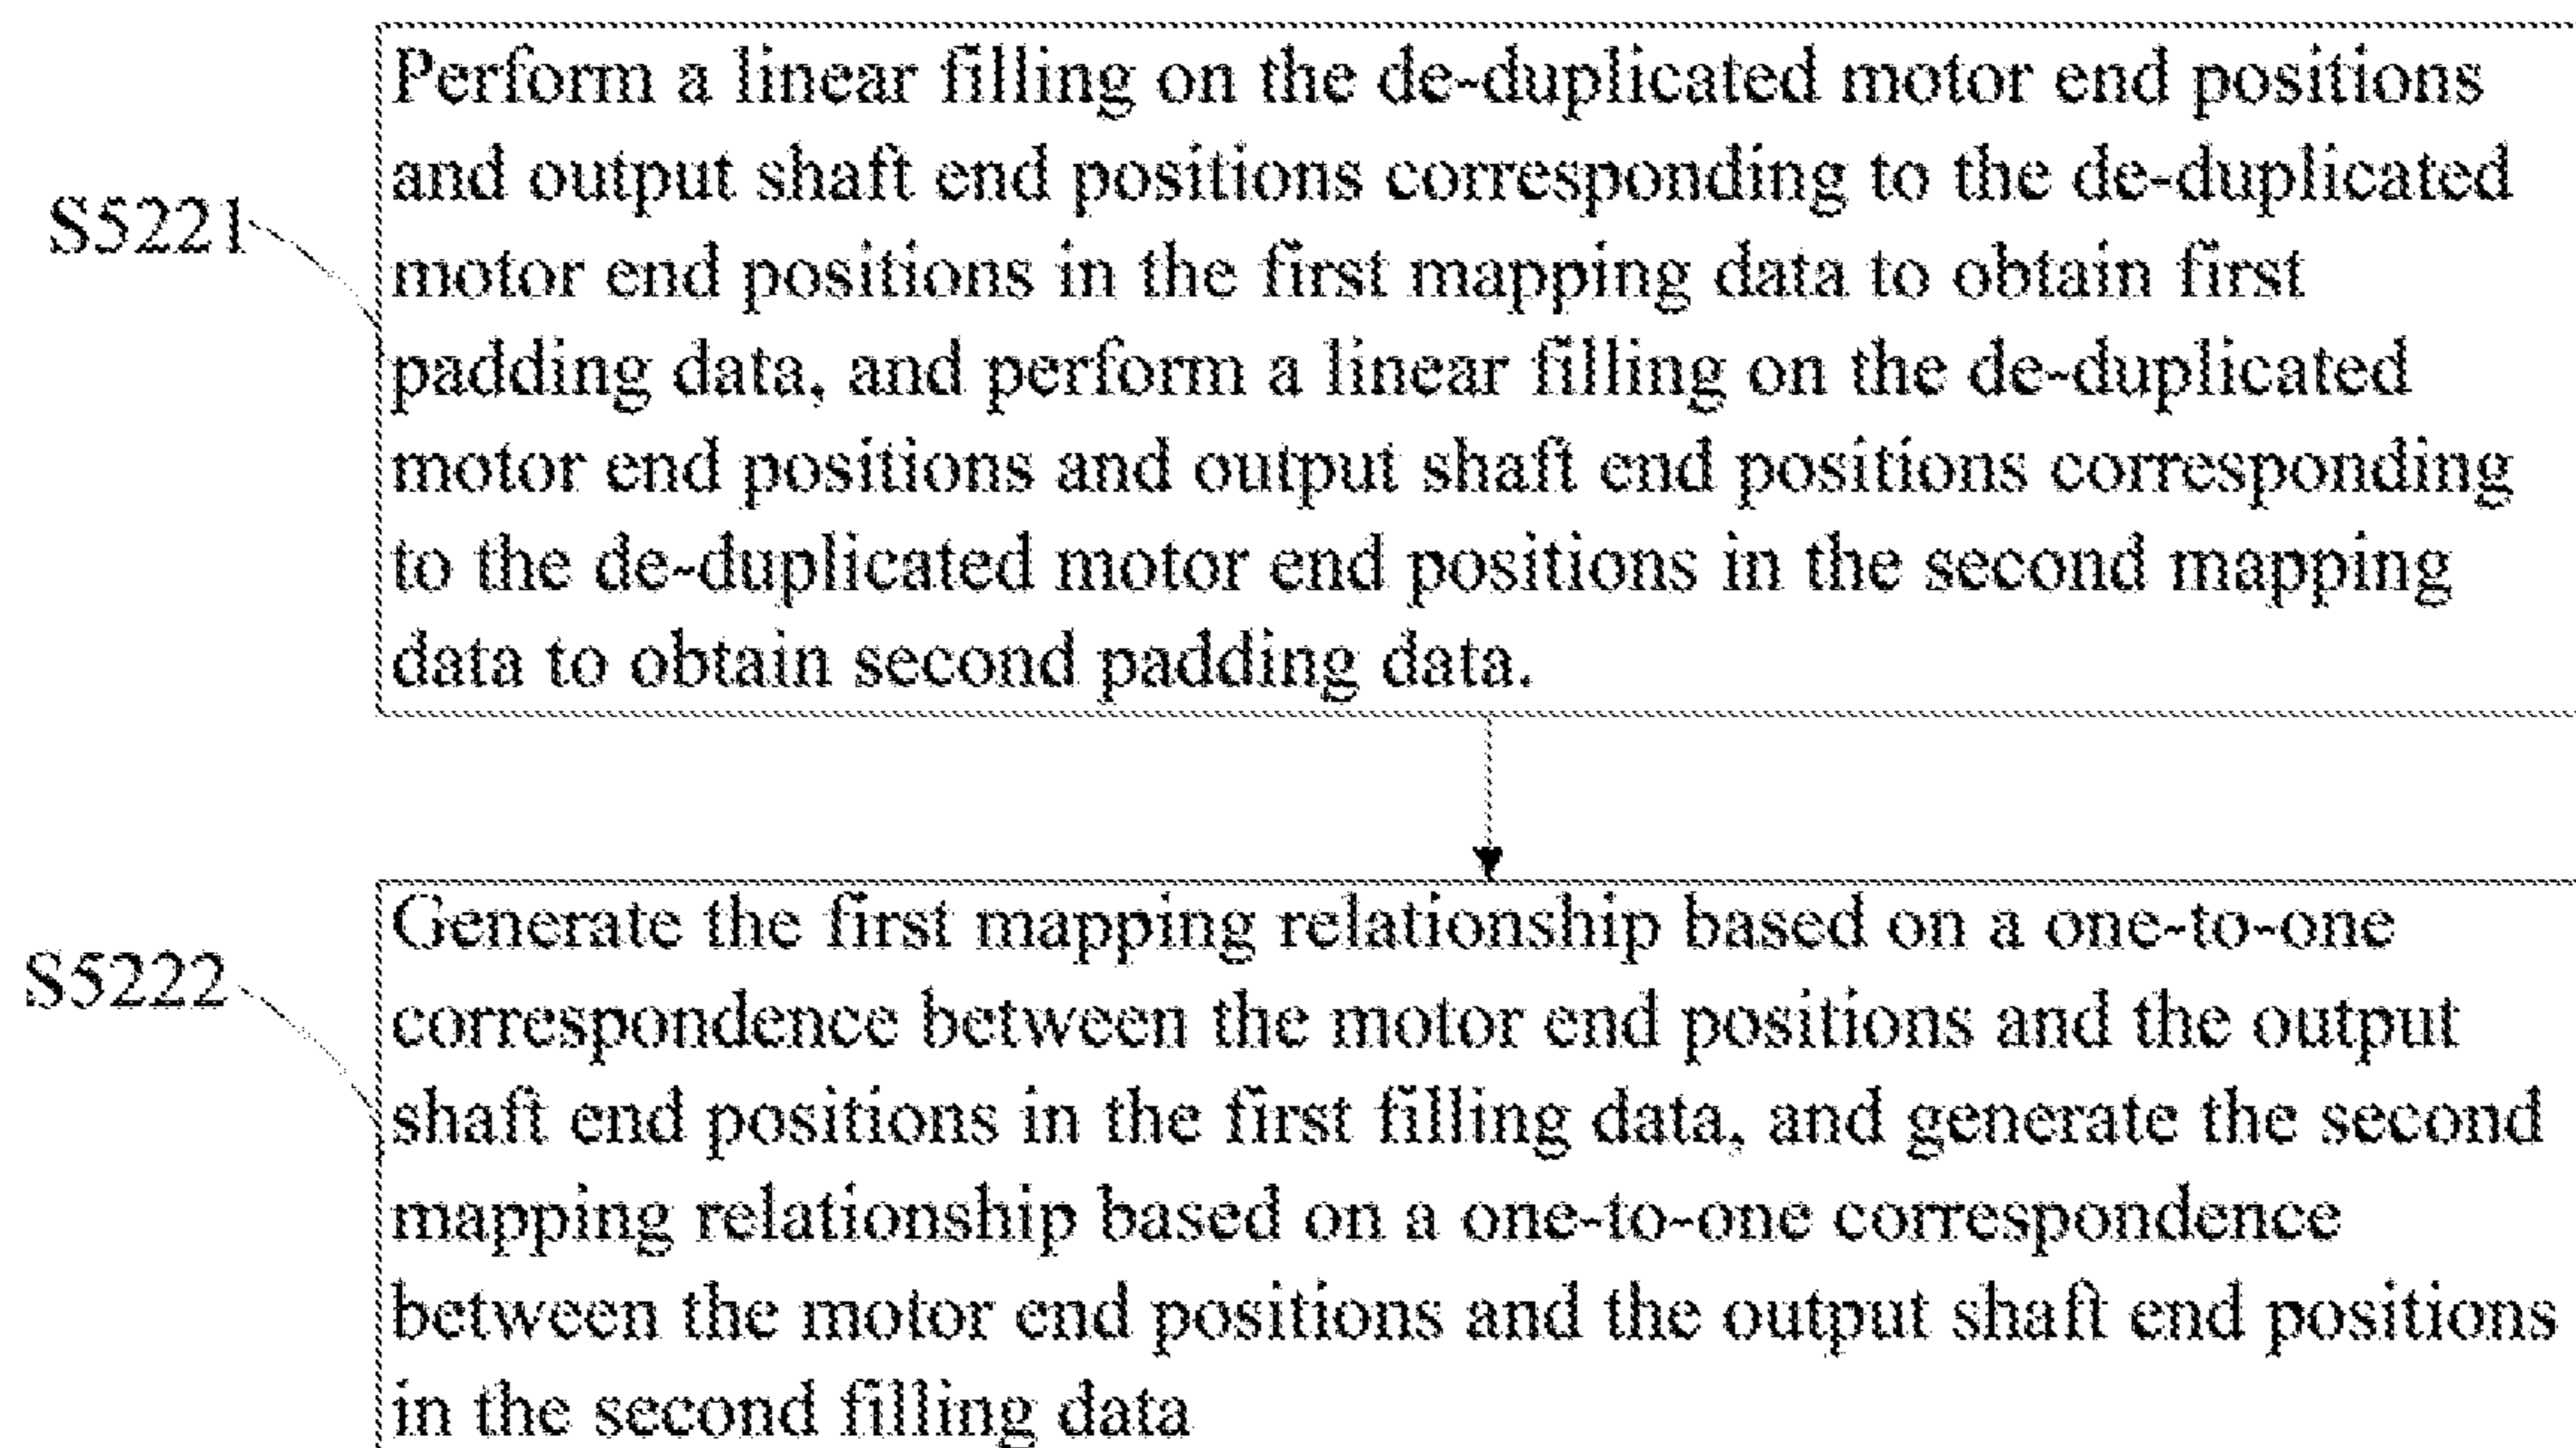 Perform a linear filling on the de-duplicated motor end positions
and output shaft end positions corresponding to the de-duplicated
S5221
motor end positions in the first mapping data to obtain first
padding data, and perform a linear filling on the de-duplicated
motor end positions and output shaft end positions corresponding
to the de-duplicated motor end positions in the second mapping
data to obtain second padding data.
Generate the first mapping relationship based on a one-to-one
S5222
correspondence between the motor end positions and the output
shaft end positions in the first filling data, and generate the second
mapping relationship based on a one-to-one correspondence
between the motor end positions and the output shaft end positions
in the second filling data